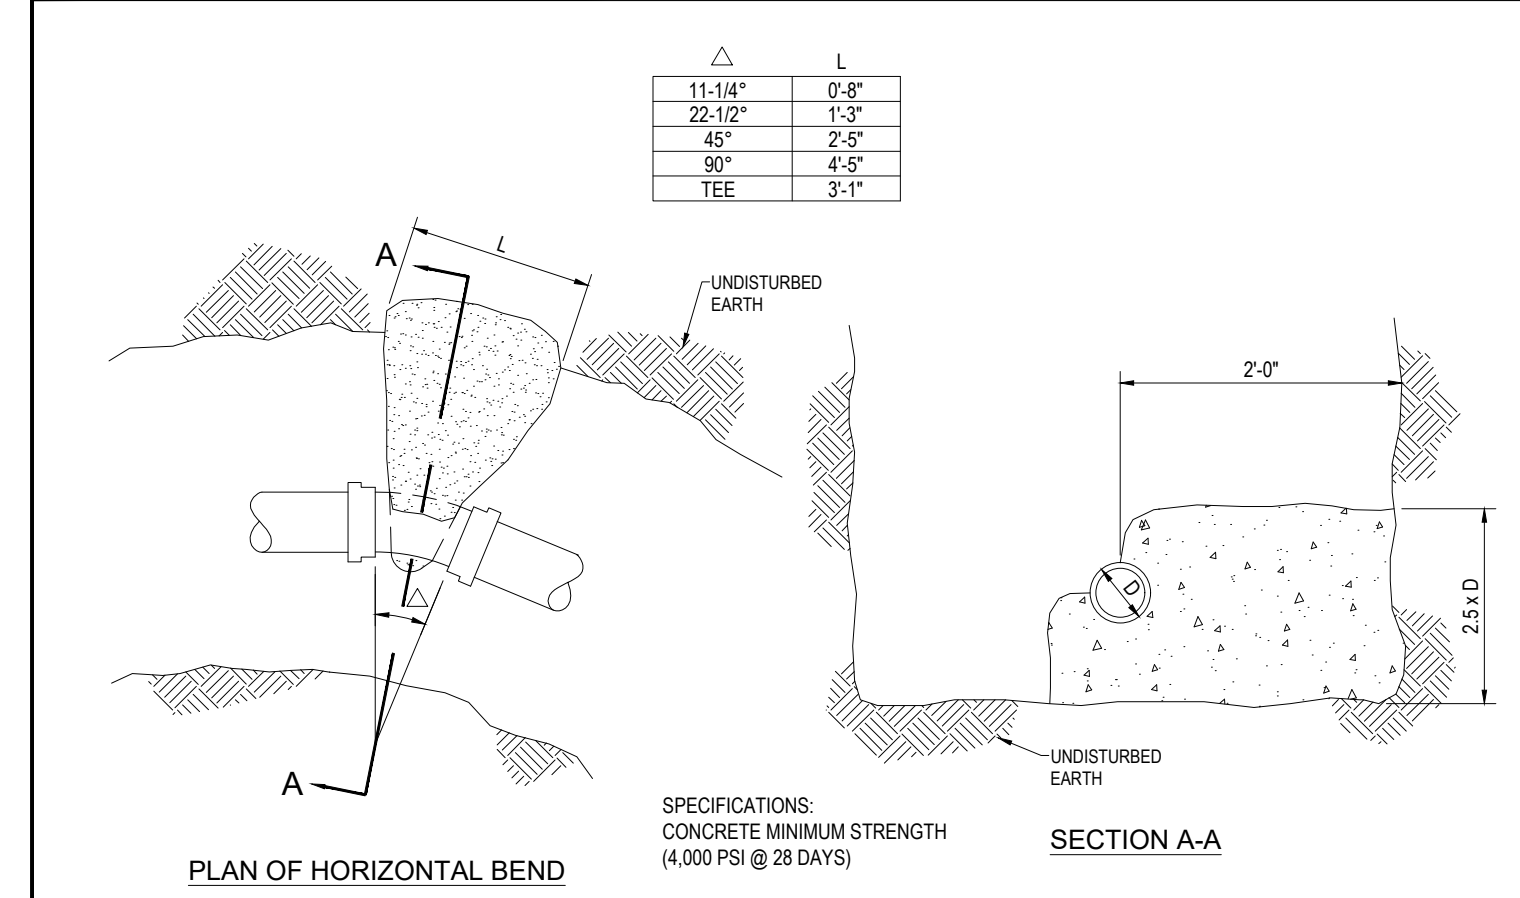 △ L
11-1/4° 0'-8"
22-1/2° 1'-3"
45° 2'-5"
90° 4'-5"
TEE 3'-1"
A
L
UNDISTURBED
EARTH
2'-0"
D
2.5 x D
△
A
UNDISTURBED
EARTH
SPECIFICATIONS:
CONCRETE MINIMUM STRENGTH
(4,000 PSI @ 28 DAYS)
SECTION A-A
PLAN OF HORIZONTAL BEND